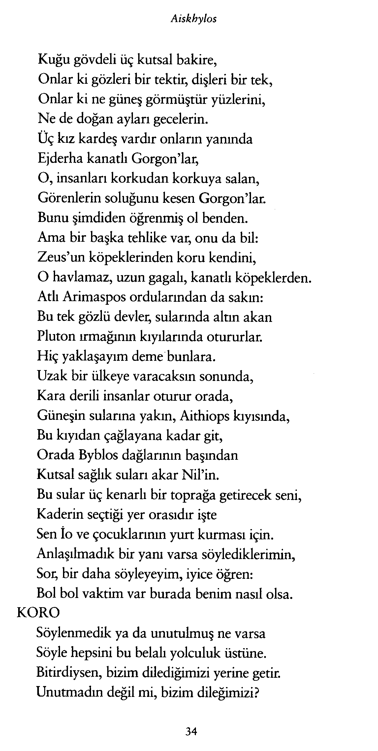 Aiskhylos
Kuğu gövdeli üç kutsal bakire,
Onlar ki gözleri bir tektir, dişleri bir tek,
Onlar ki ne güneş görmüştür yüzlerini,
Ne de doğan ayları gecelerin.
Üç kız kardeş vardır onların yanında
Ejderha kanatlı Gorgon'lar,
O, insanları korkudan korkuya salan,
Görenlerin soluğunu kesen Gorgon'lar.
Bunu şimdiden öğrenmiş ol benden.
Ama bir başka tehlike var, onu da bil:
Zeus'un köpeklerinden koru kendini,
O havlamaz, uzun gagalı, kanatlı köpeklerden.
Atlı Arimaspos ordularından da sakın:
Bu tek gözlü devler, sularında altın akan
Pluton ırmağının kıyılarında otururlar.
Hiç yaklaşayım deme bunlara.
Uzak bir ülkeye varacaksın sonunda,
Kara derili insanlar oturur orada,
Güneşin sularına yakın, Aithiops kıyısında,
Bu kıyıdan çağlayana kadar git,
Orada Byblos dağlarının başından
Kutsal sağlık suları akar Nil'in.
Bu sular üç kenarlı bir toprağa getirecek seni,
Kaderin seçtiği yer orasıdır işte
Sen İo ve çocuklarının yurt kurması için.
Anlaşılmadık bir yanı varsa söylediklerimin,
Sor, bir daha söyleyeyim, iyice öğren:
Bol bol vaktim var burada benim nasıl olsa.
KORO
Söylenmedik ya da unutulmuş ne varsa
Söyle hepsini bu belalı yolculuk üstüne.
Bitirdiysen, bizim dilediğimizi yerine getir.
Unutmadın değil mi, bizim dileğimizi?
34